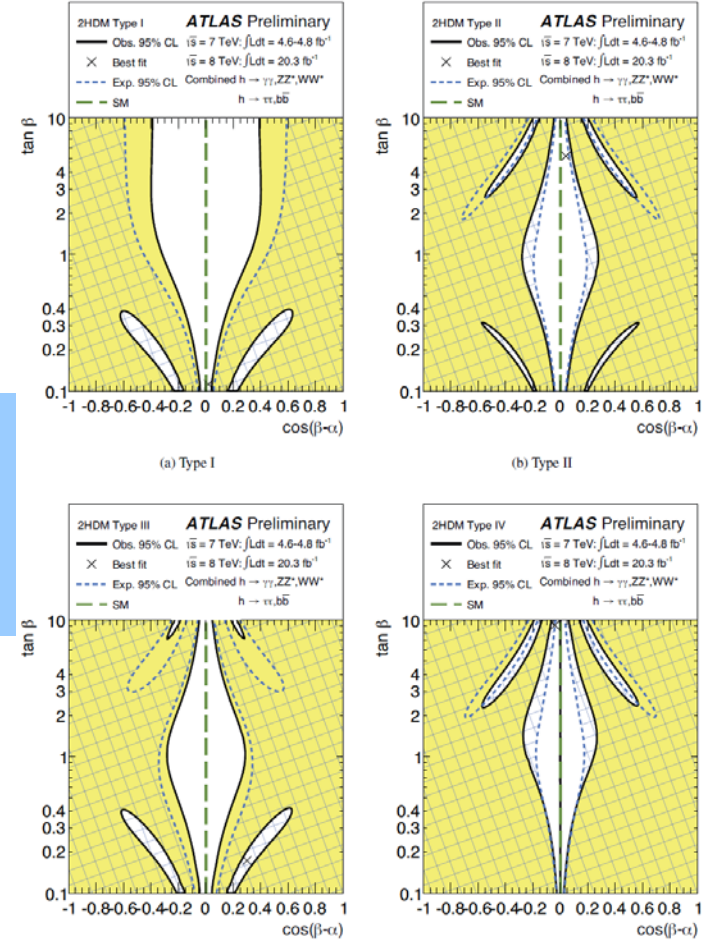 2HDM Type I ATLAS Preliminary
Obs. 95% CL √s = 7 TeV: ∫Ldt = 4.6-4.8 fb⁻¹
Best fit √s = 8 TeV: ∫Ldt = 20.3 fb⁻¹
Exp. 95% CL Combined h → γγ,ZZ*,WW*
SM h → ττ,bb̅
tan β
10
4
3
2
1
0.4
0.3
0.2
0.1
-1 -0.8 -0.6 -0.4 -0.2 0 0.2 0.4 0.6 0.8 1
cos(β-α)
(a) Type I
2HDM Type II ATLAS Preliminary
Obs. 95% CL √s = 7 TeV: ∫Ldt = 4.6-4.8 fb⁻¹
Best fit √s = 8 TeV: ∫Ldt = 20.3 fb⁻¹
Exp. 95% CL Combined h → γγ,ZZ*,WW*
SM h → ττ,bb̅
tan β
10
4
3
2
1
0.4
0.3
0.2
0.1
-1 -0.8 -0.6 -0.4 -0.2 0 0.2 0.4 0.6 0.8 1
cos(β-α)
(b) Type II
2HDM Type III ATLAS Preliminary
Obs. 95% CL √s = 7 TeV: ∫Ldt = 4.6-4.8 fb⁻¹
Best fit √s = 8 TeV: ∫Ldt = 20.3 fb⁻¹
Exp. 95% CL Combined h → γγ,ZZ*,WW*
SM h → ττ,bb̅
tan β
10
4
3
2
1
0.4
0.3
0.2
0.1
-1 -0.8 -0.6 -0.4 -0.2 0 0.2 0.4 0.6 0.8 1
cos(β-α)
2HDM Type IV ATLAS Preliminary
Obs. 95% CL √s = 7 TeV: ∫Ldt = 4.6-4.8 fb⁻¹
Best fit √s = 8 TeV: ∫Ldt = 20.3 fb⁻¹
Exp. 95% CL Combined h → γγ,ZZ*,WW*
SM h → ττ,bb̅
tan β
10
4
3
2
1
0.4
0.3
0.2
0.1
-1 -0.8 -0.6 -0.4 -0.2 0 0.2 0.4 0.6 0.8 1
cos(β-α)